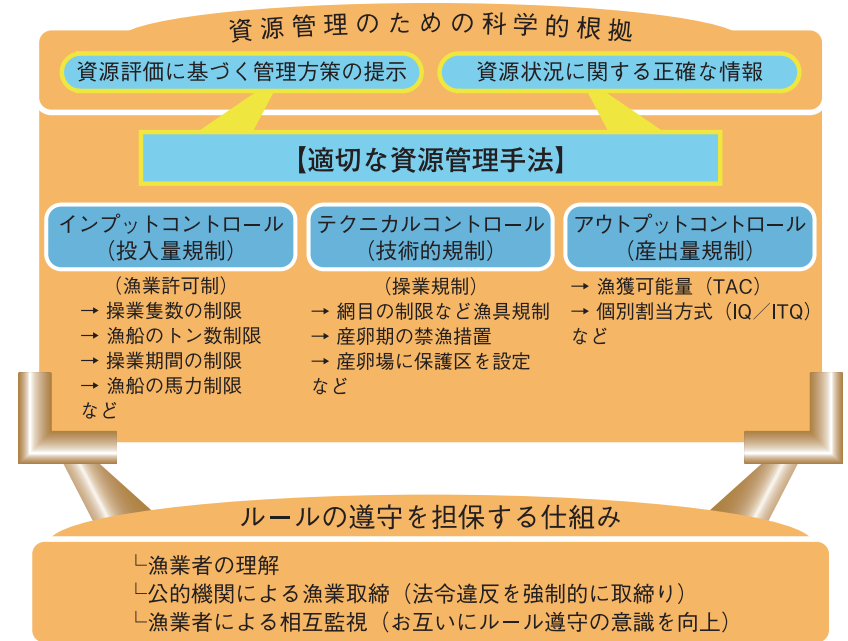 資源管理のための科学的根拠
資源評価に基づく管理方策の提示
資源状況に関する正確な情報
【適切な資源管理手法】
インプットコントロール
（投入量規制）
（漁業許可制）
→ 操業隻数の制限
→ 漁船のトン数制限
→ 操業期間の制限
→ 漁船の馬力制限
など
テクニカルコントロール
（技術的規制）
（操業規制）
→ 網目の制限など漁具規制
→ 産卵期の禁漁措置
→ 産卵場に保護区を設定
など
アウトプットコントロール
（産出量規制）
→ 漁獲可能量（TAC）
→ 個別割当方式（IQ／ITQ）
など
ルールの遵守を担保する仕組み
└漁業者の理解
└公的機関による漁業取締（法令違反を強制的に取締り）
└漁業者による相互監視（お互いにルール遵守の意識を向上）